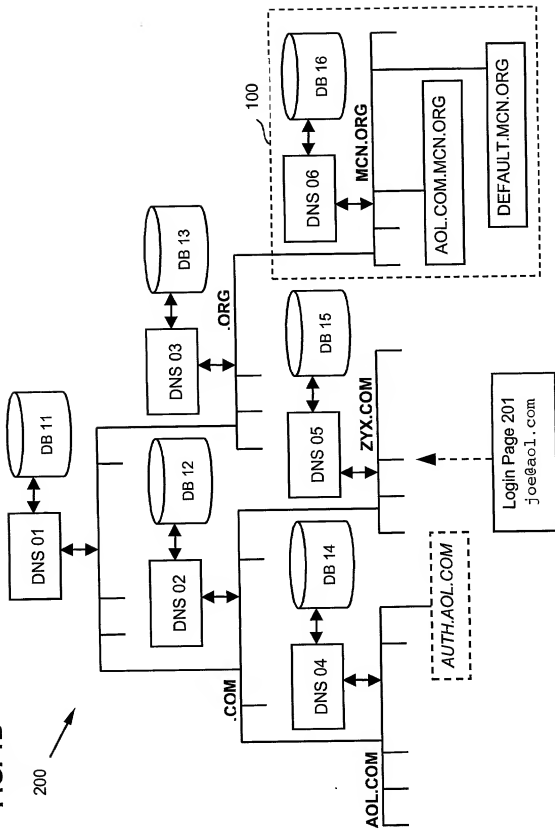 200
DNS 01
DB 11
DNS 02
DB 12
DNS 03
DB 13
.COM
.ORG
DNS 04
DB 14
DNS 05
DB 15
DNS 06
DB 16
100
AOL.COM
ZYX.COM
MCN.ORG
AUTH.AOL.COM
Login Page 201
joe@aol.com
AOL.COM.MCN.ORG
DEFAULT.MCN.ORG